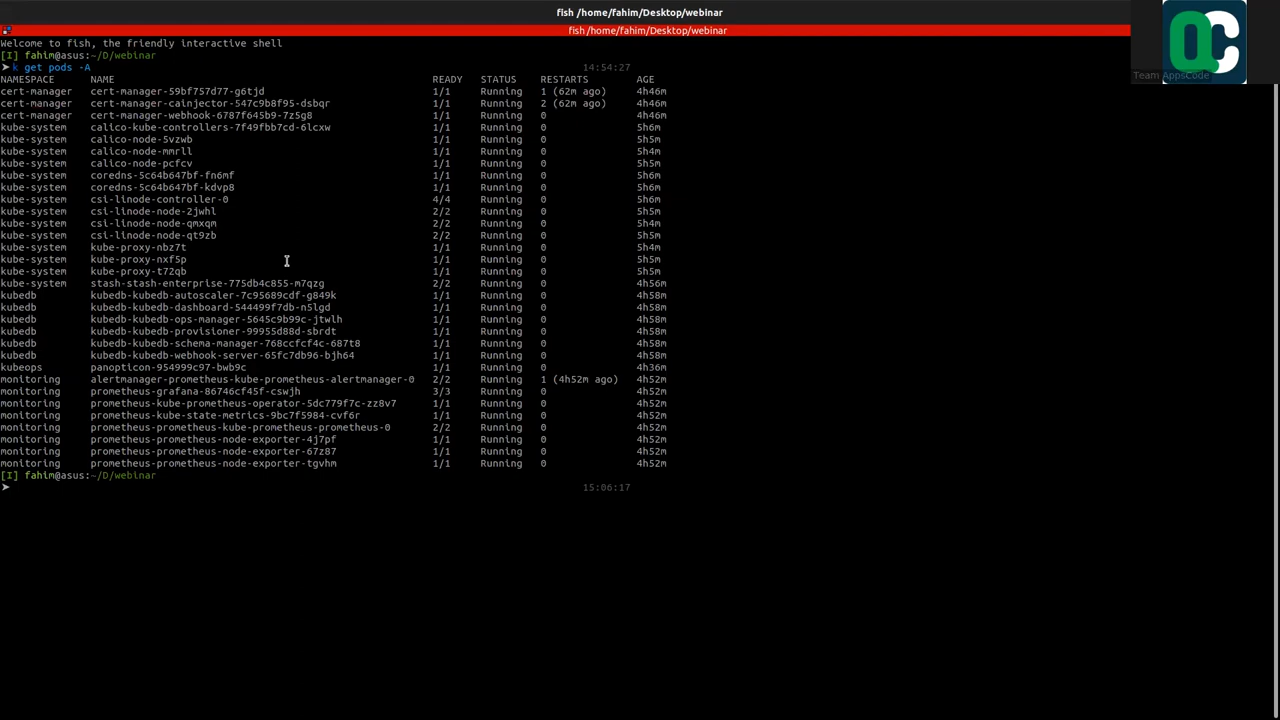 fish /home/fahim/Desktop/webinar
fish /home/fahim/Desktop/webinar
Team AppsCode
Welcome to fish, the friendly interactive shell
[I] fahim@asus:~/D/webinar
➤ k get pods -A 14:54:27
NAMESPACE NAME READY STATUS RESTARTS AGE
cert-manager cert-manager-59bf757d77-g6tjd 1/1 Running 1 (62m ago) 4h46m
cert-manager cert-manager-cainjector-547c9b8f95-dsbqr 1/1 Running 2 (62m ago) 4h46m
cert-manager cert-manager-webhook-6787f645b9-7z5g8 1/1 Running 0 4h46m
kube-system calico-kube-controllers-7f49fbb7cd-6lcxw 1/1 Running 0 5h6m
kube-system calico-node-5vzwb 1/1 Running 0 5h5m
kube-system calico-node-mmrll 1/1 Running 0 5h4m
kube-system calico-node-pcfcv 1/1 Running 0 5h5m
kube-system coredns-5c64b647bf-fn6mf 1/1 Running 0 5h6m
kube-system coredns-5c64b647bf-kdvp8 1/1 Running 0 5h6m
kube-system csi-linode-controller-0 4/4 Running 0 5h6m
kube-system csi-linode-node-2jwhl 2/2 Running 0 5h5m
kube-system csi-linode-node-qmxqm 2/2 Running 0 5h4m
kube-system csi-linode-node-qt9zb 2/2 Running 0 5h5m
kube-system kube-proxy-nbz7t 1/1 Running 0 5h4m
kube-system kube-proxy-nxf5p 1/1 Running 0 5h5m
kube-system kube-proxy-t72qb 1/1 Running 0 5h5m
kube-system stash-stash-enterprise-775db4c855-m7qzg 2/2 Running 0 4h56m
kubedb kubedb-kubedb-autoscaler-7c95689cdf-g849k 1/1 Running 0 4h58m
kubedb kubedb-kubedb-dashboard-544499f7db-n5lgd 1/1 Running 0 4h58m
kubedb kubedb-kubedb-ops-manager-5645c9b99c-jtwlh 1/1 Running 0 4h58m
kubedb kubedb-kubedb-provisioner-99955d88d-sbrdt 1/1 Running 0 4h58m
kubedb kubedb-kubedb-schema-manager-768ccfcf4c-687t8 1/1 Running 0 4h58m
kubedb kubedb-kubedb-webhook-server-65fc7db96-bjh64 1/1 Running 0 4h58m
kubeops panopticon-954999c97-bwb9c 1/1 Running 0 4h36m
monitoring alertmanager-prometheus-kube-prometheus-alertmanager-0 2/2 Running 1 (4h52m ago) 4h52m
monitoring prometheus-grafana-86746cf45f-cswjh 3/3 Running 0 4h52m
monitoring prometheus-kube-prometheus-operator-5dc779f7c-zz8v7 1/1 Running 0 4h52m
monitoring prometheus-kube-state-metrics-9bc7f5984-cvf6r 1/1 Running 0 4h52m
monitoring prometheus-prometheus-kube-prometheus-prometheus-0 2/2 Running 0 4h52m
monitoring prometheus-prometheus-node-exporter-4j7pf 1/1 Running 0 4h52m
monitoring prometheus-prometheus-node-exporter-67z87 1/1 Running 0 4h52m
monitoring prometheus-prometheus-node-exporter-tgvhm 1/1 Running 0 4h52m
[I] fahim@asus:~/D/webinar
➤ 15:06:17